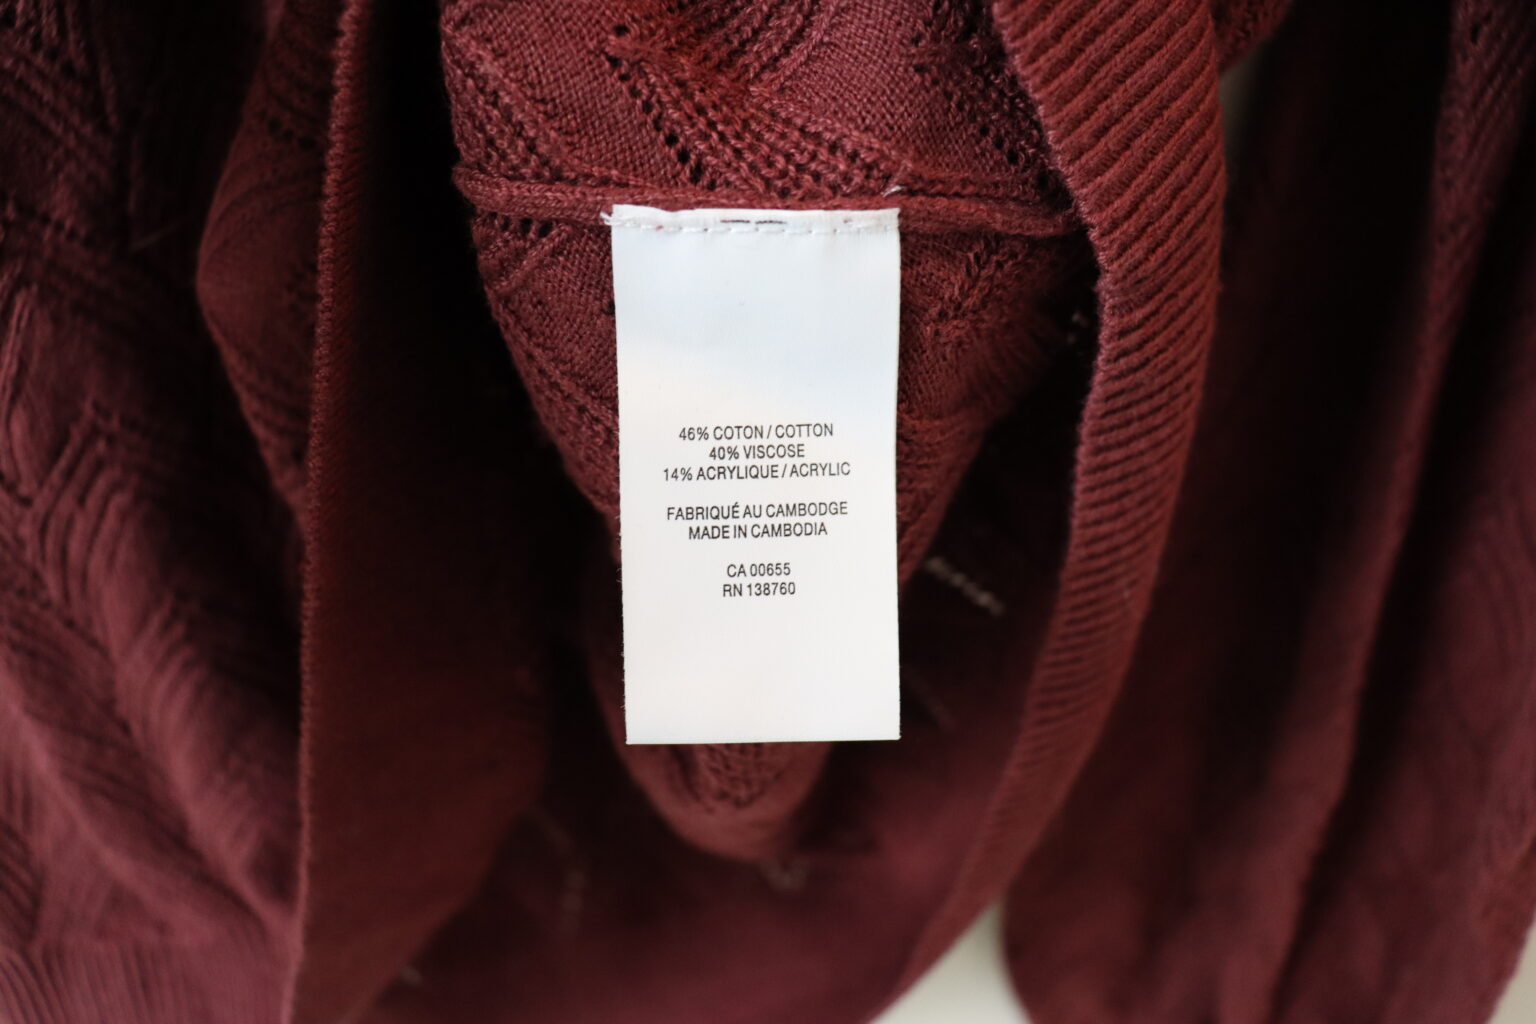 46% COTON / COTTON
40% VISCOSE
14% ACRYLIQUE / ACRYLIC
FABRIQUÉ AU CAMBODGE
MADE IN CAMBODIA
CA 00655
RN 138760